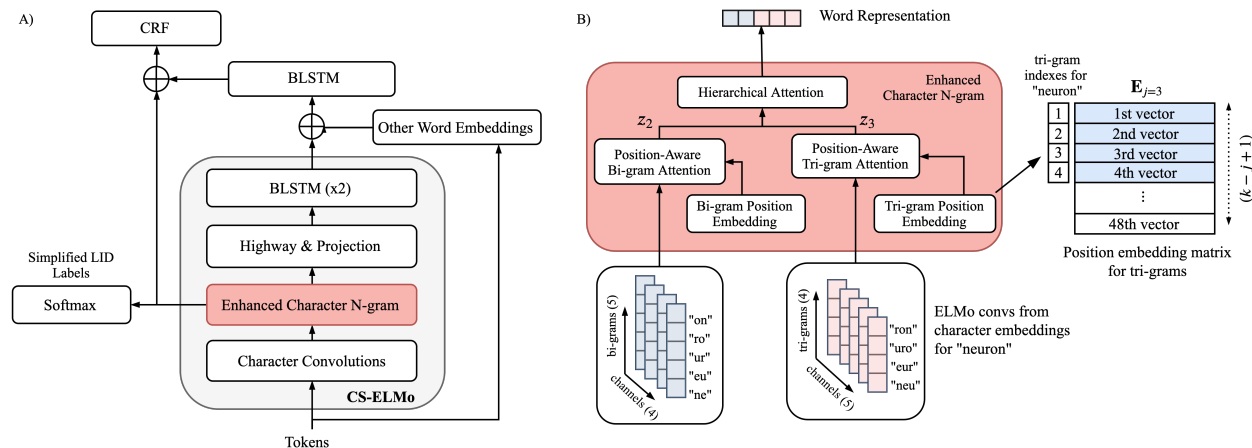 A)
CRF
BLSTM
Other Word Embeddings
BLSTM (x2)
Highway & Projection
Simplified LID
Labels
Softmax
Enhanced Character N-gram
Character Convolutions
CS-ELMo
Tokens
B)
Word Representation
Enhanced
Character N-gram
Hierarchical Attention
z2
z3
Position-Aware
Bi-gram Attention
Position-Aware
Tri-gram Attention
Bi-gram Position
Embedding
Tri-gram Position
Embedding
bi-grams (5)
channels (4)
"on"
"ro"
"ur"
"eu"
"ne"
tri-grams (4)
channels (5)
"ron"
"uro"
"eur"
"neu"
ELMo convs from
character embeddings
for "neuron"
tri-gram
indexes for
"neuron"
1
2
3
4
E j=3
1st vector
2nd vector
3rd vector
4th vector
⋮
48th vector
(k − j + 1)
Position embedding matrix
for tri-grams